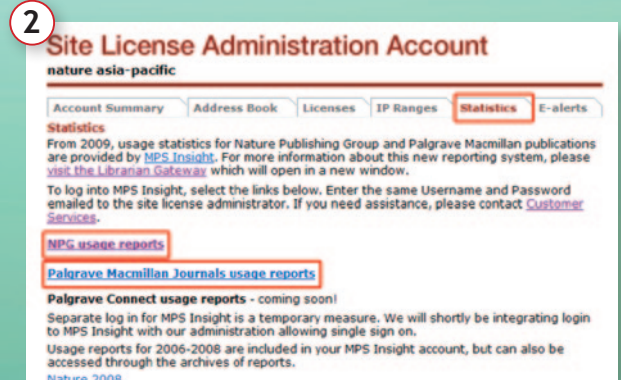 2
Site License Administration Account
nature asia-pacific
Account Summary Address Book Licenses IP Ranges Statistics E-alerts
Statistics
From 2009, usage statistics for Nature Publishing Group and Palgrave Macmillan publications
are provided by MPS Insight. For more information about this new reporting system, please
visit the Librarian Gateway which will open in a new window.
To log into MPS Insight, select the links below. Enter the same Username and Password
emailed to the site license administrator. If you need assistance, please contact Customer
Services.
NPG usage reports
Palgrave Macmillan Journals usage reports
Palgrave Connect usage reports - coming soon!
Separate log in for MPS Insight is a temporary measure. We will shortly be integrating login
to MPS Insight with our administration allowing single sign on.
Usage reports for 2006-2008 are included in your MPS Insight account, but can also be
accessed through the archives of reports.
Nature 2008